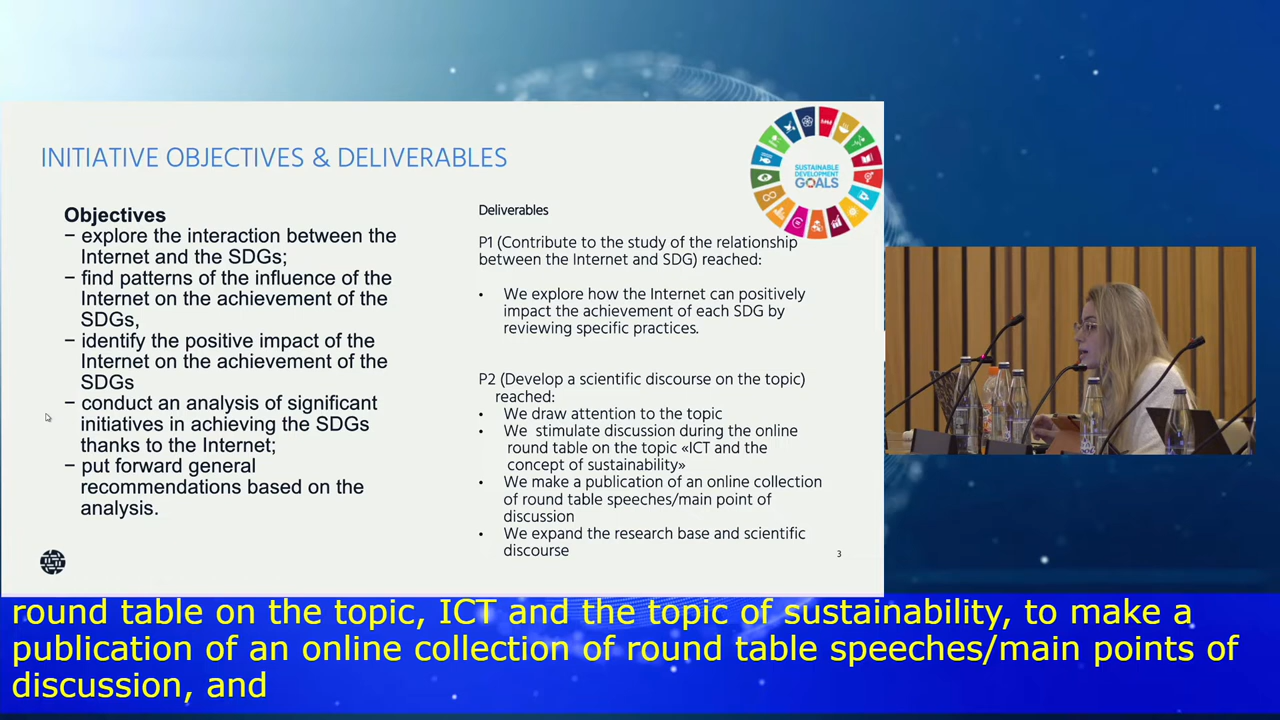 INITIATIVE OBJECTIVES & DELIVERABLES
SUSTAINABLE
DEVELOPMENT
GOALS
Objectives
– explore the interaction between the
Internet and the SDGs;
– find patterns of the influence of the
Internet on the achievement of the
SDGs,
– identify the positive impact of the
Internet on the achievement of the
SDGs
– conduct an analysis of significant
initiatives in achieving the SDGs
thanks to the Internet;
– put forward general
recommendations based on the
analysis.
Deliverables
P1 (Contribute to the study of the relationship
between the Internet and SDG) reached:
• We explore how the Internet can positively
impact the achievement of each SDG by
reviewing specific practices.
P2 (Develop a scientific discourse on the topic)
reached:
• We draw attention to the topic
• We stimulate discussion during the online
round table on the topic «ICT and the
concept of sustainability»
• We make a publication of an online collection
of round table speeches/main point of
discussion
• We expand the research base and scientific
discourse
3
round table on the topic, ICT and the topic of sustainability, to make a
publication of an online collection of round table speeches/main points of
discussion, and